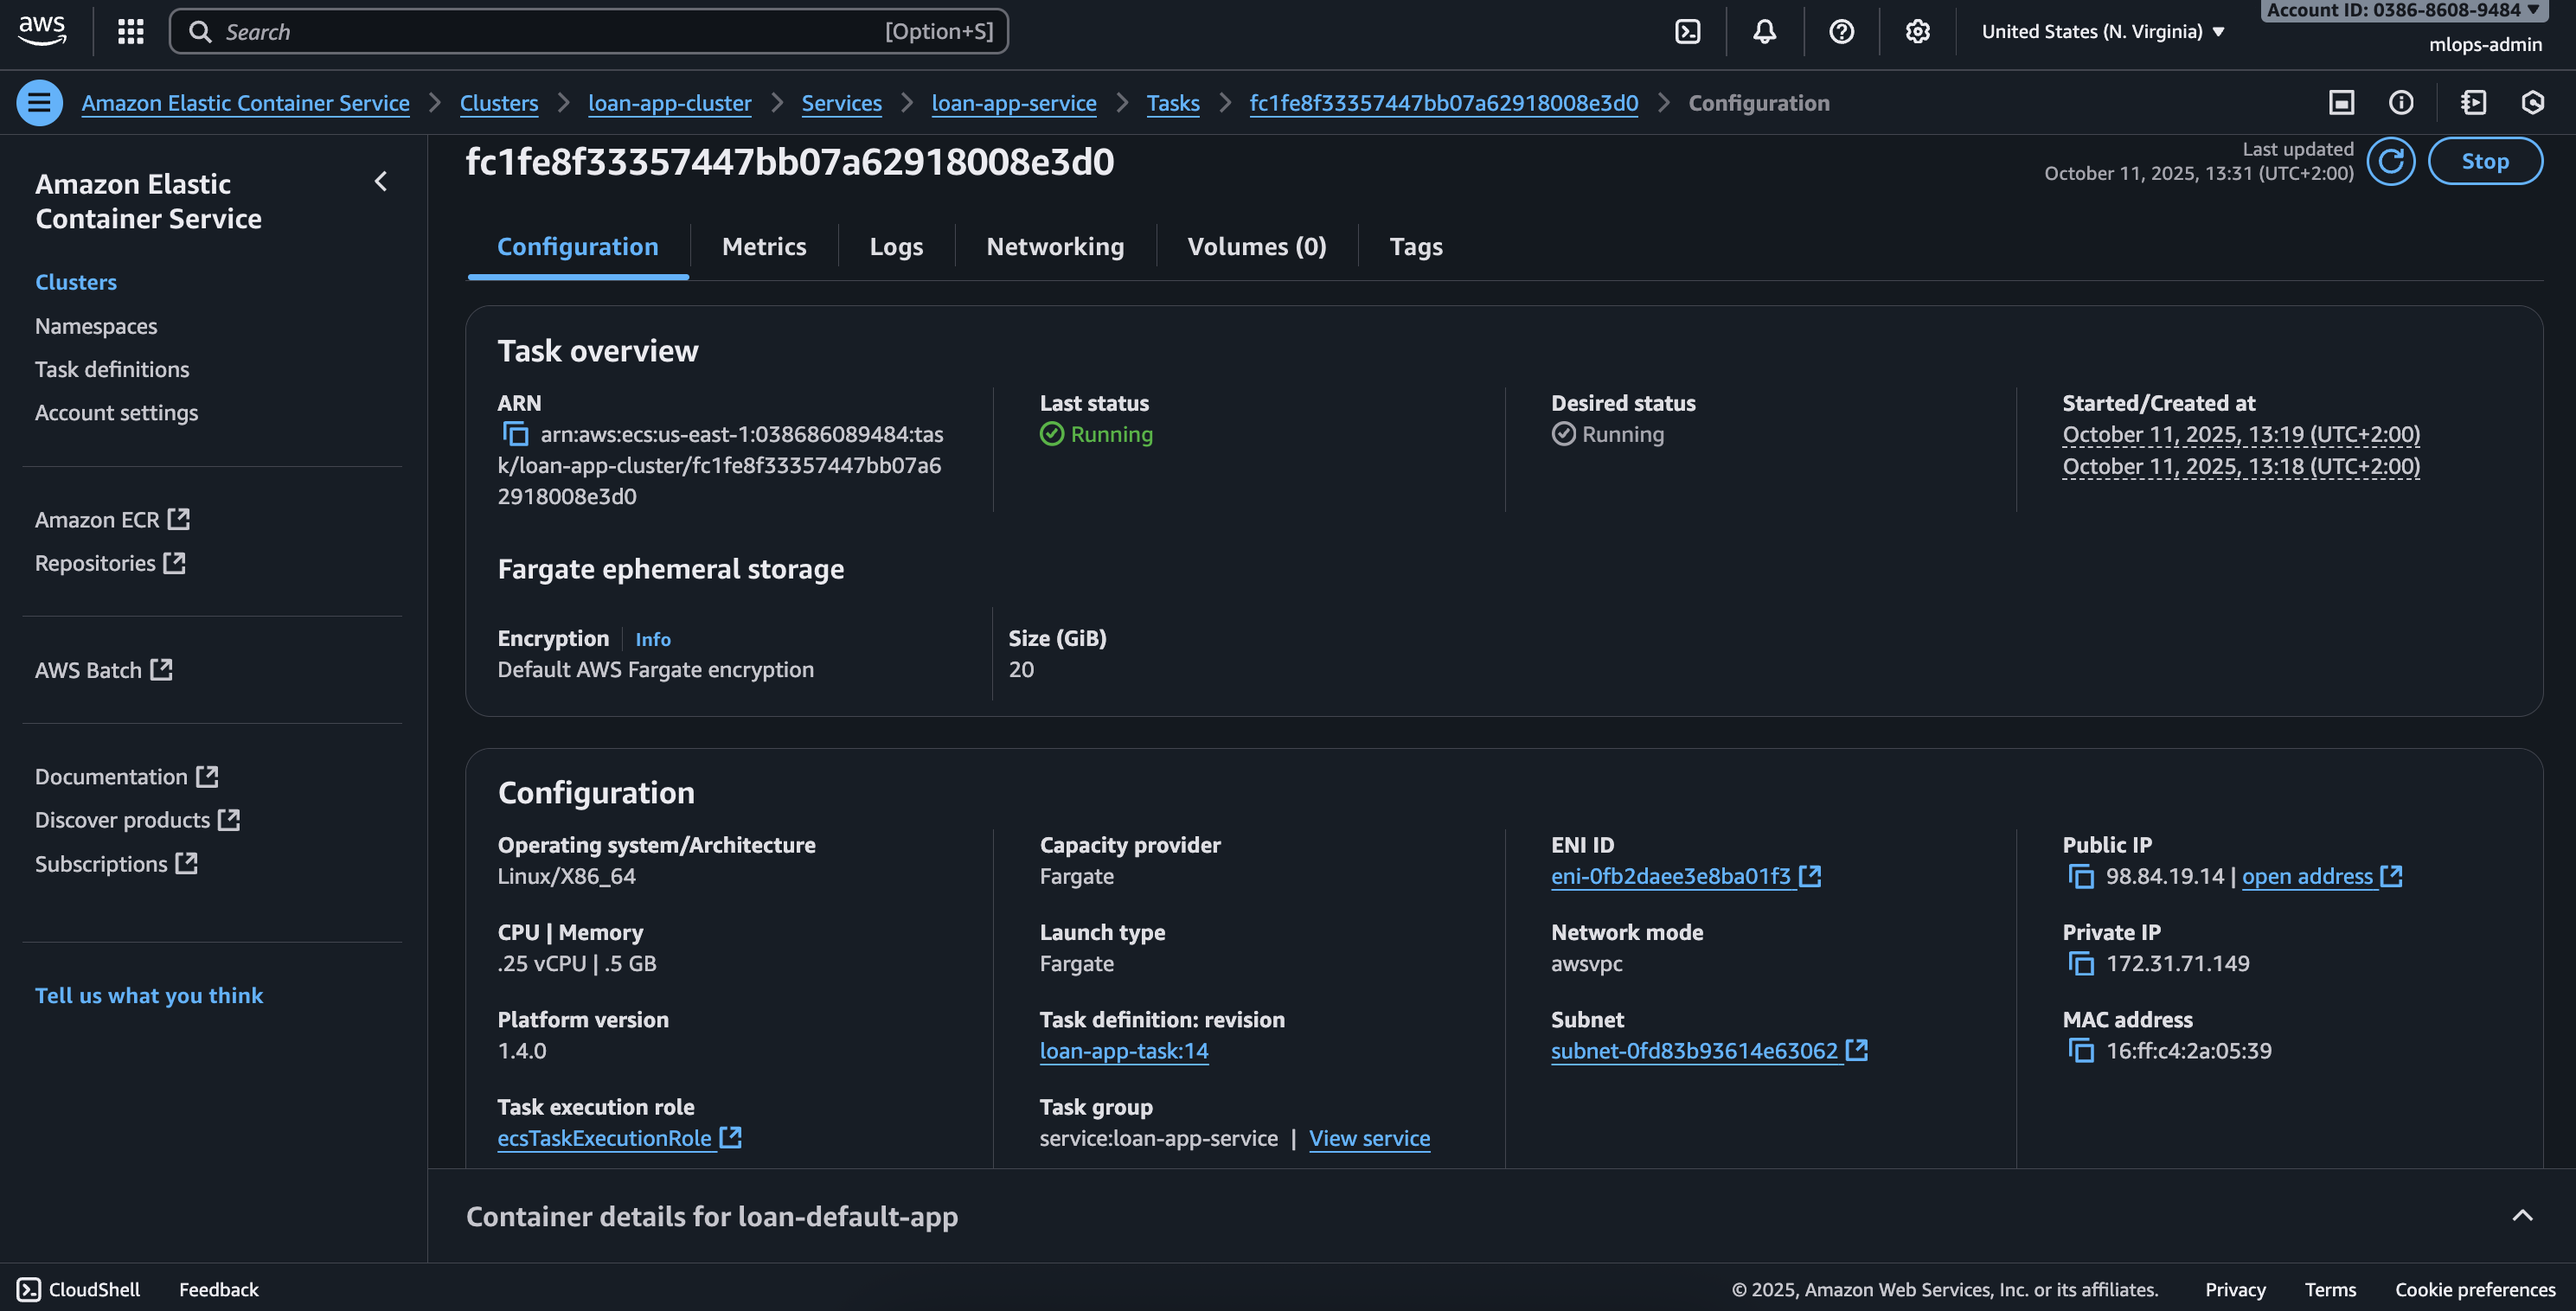 aws
Search [Option+S]
United States (N. Virginia)
Account ID: 0386-8608-9484
mlops-admin
Amazon Elastic Container Service > Clusters > loan-app-cluster > Services > loan-app-service > Tasks > fc1fe8f33357447bb07a62918008e3d0 > Configuration
Amazon Elastic
Container Service
Clusters
Namespaces
Task definitions
Account settings
Amazon ECR
Repositories
AWS Batch
Documentation
Discover products
Subscriptions
Tell us what you think
fc1fe8f33357447bb07a62918008e3d0
Last updated
October 11, 2025, 13:31 (UTC+2:00)
Stop
Configuration
Metrics
Logs
Networking
Volumes (0)
Tags
Task overview
ARN
arn:aws:ecs:us-east-1:038686089484:tas
k/loan-app-cluster/fc1fe8f33357447bb07a6
2918008e3d0
Last status
Running
Desired status
Running
Started/Created at
October 11, 2025, 13:19 (UTC+2:00)
October 11, 2025, 13:18 (UTC+2:00)
Fargate ephemeral storage
Encryption Info
Default AWS Fargate encryption
Size (GiB)
20
Configuration
Operating system/Architecture
Linux/X86_64
CPU | Memory
.25 vCPU | .5 GB
Platform version
1.4.0
Task execution role
ecsTaskExecutionRole
Capacity provider
Fargate
Launch type
Fargate
Task definition: revision
loan-app-task:14
Task group
service:loan-app-service | View service
ENI ID
eni-0fb2daee3e8ba01f3
Network mode
awsvpc
Subnet
subnet-0fd83b93614e63062
Public IP
98.84.19.14 | open address
Private IP
172.31.71.149
MAC address
16:ff:c4:2a:05:39
Container details for loan-default-app
CloudShell
Feedback
© 2025, Amazon Web Services, Inc. or its affiliates.
Privacy
Terms
Cookie preferences